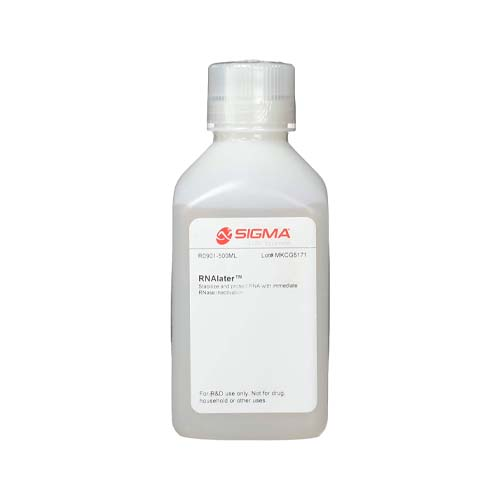 SIGMA
R0901-500ML Lot# MKCG5171
RNAlater™
Stabilize and protect RNA with immediate
RNase inactivation
For R&D use only. Not for drug,
household or other uses.